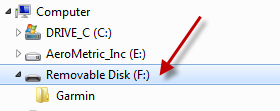 Computer
DRIVE_C (C:)
AeroMetric_Inc (E:)
Removable Disk (F:)
Garmin